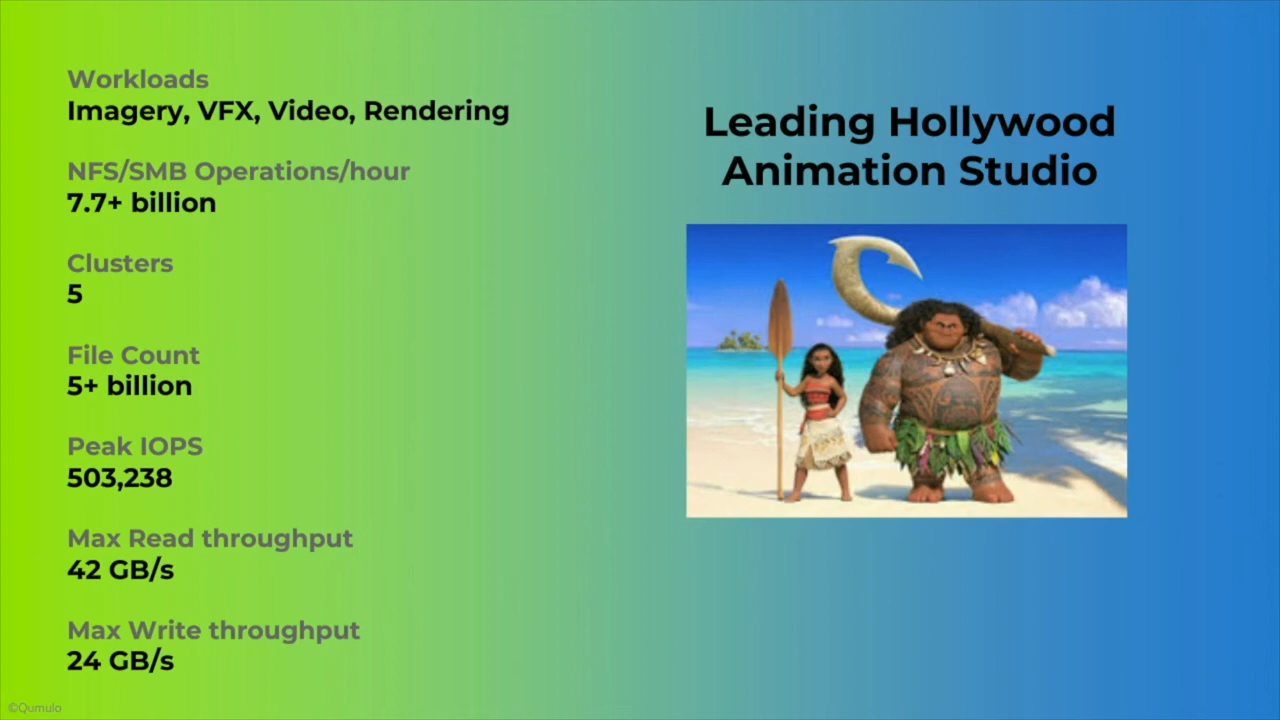 Workloads
Imagery, VFX, Video, Rendering
NFS/SMB Operations/hour
7.7+ billion
Clusters
5
File Count
5+ billion
Peak IOPS
503,238
Max Read throughput
42 GB/s
Max Write throughput
24 GB/s
Leading Hollywood
Animation Studio
©Qumulo